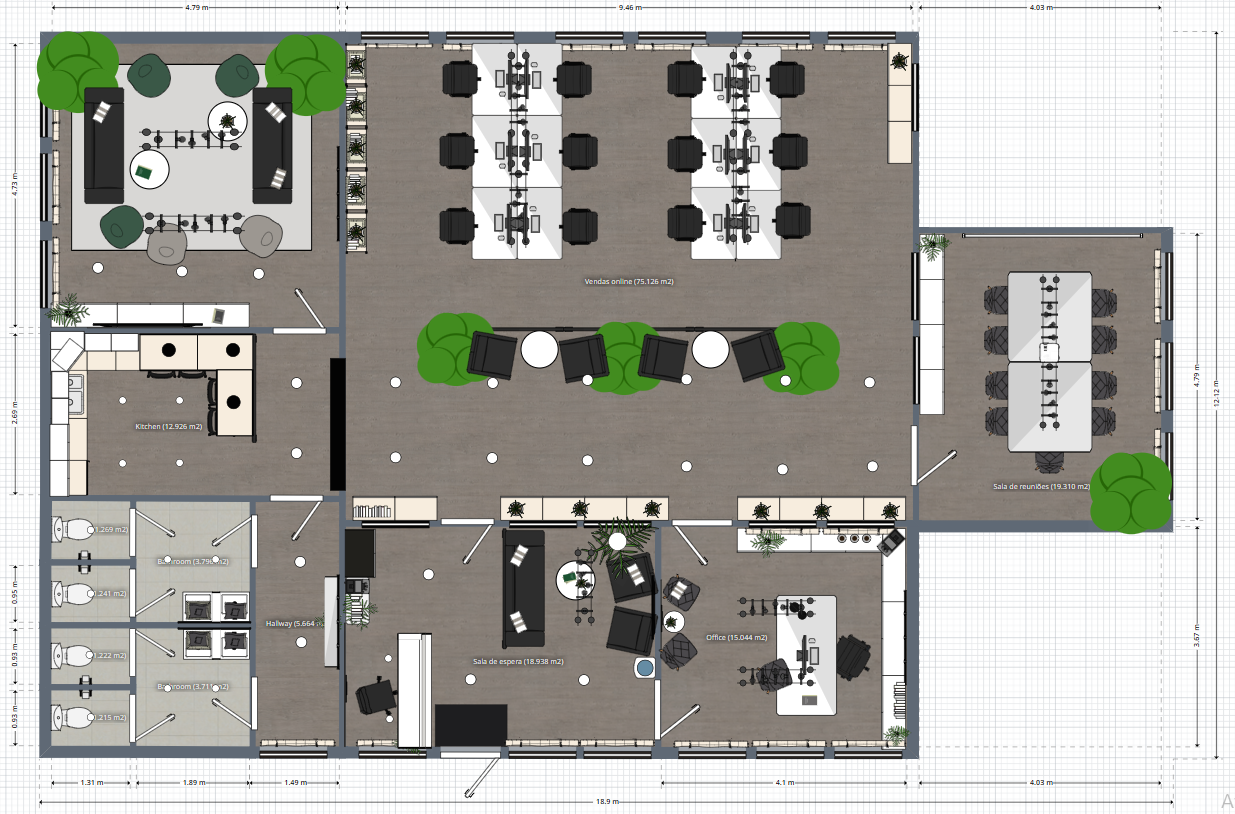 4.79 m
9.46 m
4.03 m
4.73 m
Vendas online (75.126 m2)
4.79 m
12.12 m
2.69 m
Kitchen (12.926 m2)
Sala de reuniões (19.310 m2)
1.269 m2)
Bathroom (3.796 m2)
0.95 m
1.241 m2)
Hallway (5.664
Office (15.044 m2)
3.67 m
0.93 m
1.222 m2)
Sala de espera (18.938 m2)
Bathroom (3.711 m2)
0.93 m
1.215 m2)
1.31 m
1.89 m
1.49 m
4.1 m
4.03 m
18.9 m
A